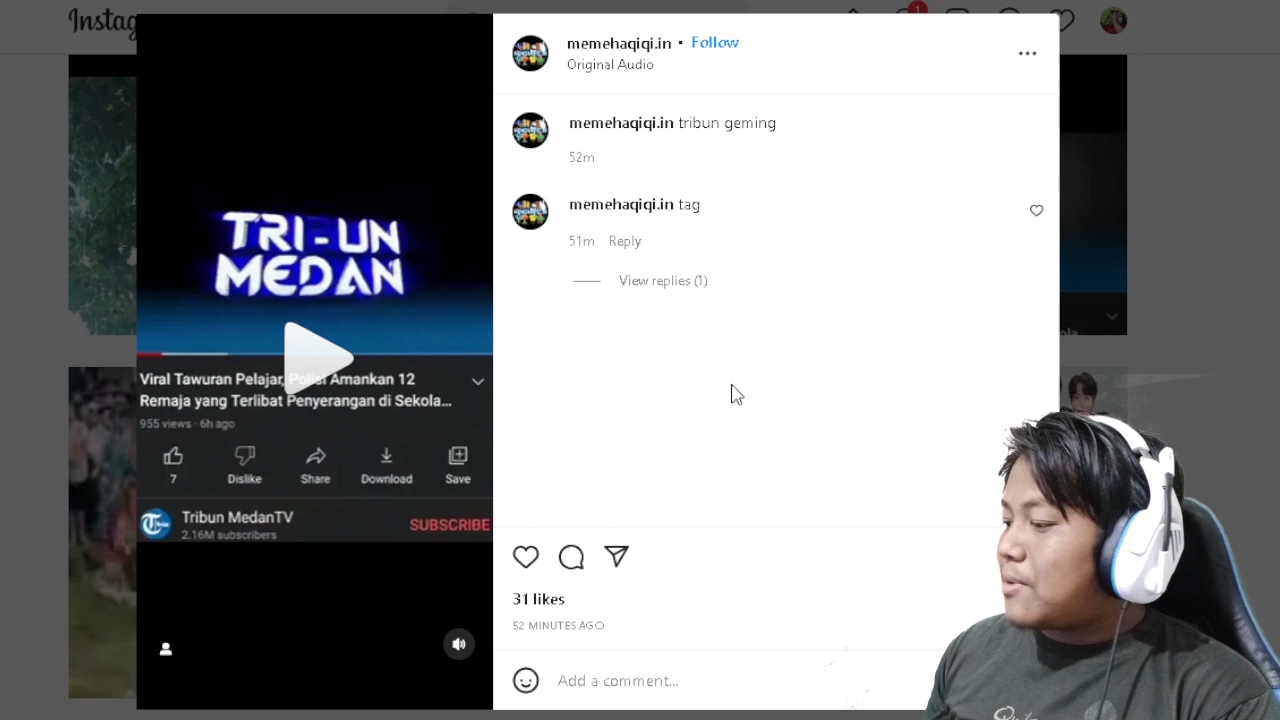 Instag
1
memehaqiqi.in • Follow
Original Audio
memehaqiqi.in tribun geming
52m
memehaqiqi.in tag
51m Reply
View replies (1)
TRI-UN
MEDAN
Viral Tawuran Pelajar, Polisi Amankan 12
Remaja yang Terlibat Penyerangan di Sekola...
955 views · 6h ago
7 Dislike Share Download Save
Tribun MedanTV
2.16M subscribers
SUBSCRIBE
31 likes
52 MINUTES AGO
Add a comment...